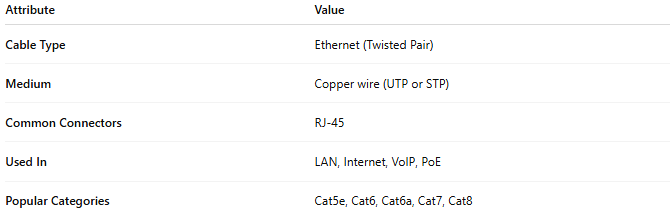 Attribute Value
Cable Type Ethernet (Twisted Pair)
Medium Copper wire (UTP or STP)
Common Connectors RJ-45
Used In LAN, Internet, VoIP, PoE
Popular Categories Cat5e, Cat6, Cat6a, Cat7, Cat8